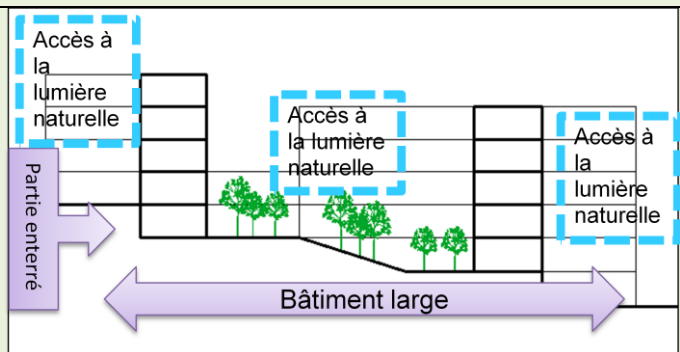 Accès à
la
lumière
naturelle
Accès à
la lumière
naturelle
Accès à
la
lumière
naturelle
Partie enterré
Bâtiment large